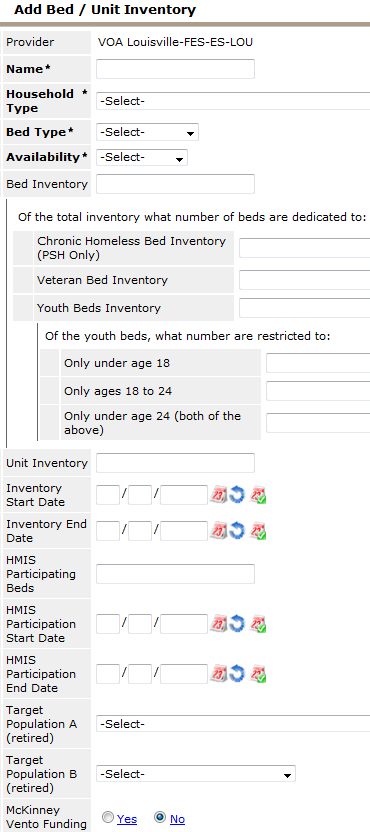 Add Bed / Unit Inventory
Provider VOA Louisville-FES-ES-LOU
Name*
Household * -Select-
Type
Bed Type* -Select-
Availability* -Select-
Bed Inventory
Of the total inventory what number of beds are dedicated to:
Chronic Homeless Bed Inventory
(PSH Only)
Veteran Bed Inventory
Youth Beds Inventory
Of the youth beds, what number are restricted to:
Only under age 18
Only ages 18 to 24
Only under age 24 (both of the
above)
Unit Inventory
Inventory
Start Date / /
Inventory End
Date / /
HMIS
Participating
Beds
HMIS
Participation
Start Date / /
HMIS
Participation
End Date / /
Target
Population A -Select-
(retired)
Target
Population B -Select-
(retired)
McKinney
Vento Funding Yes No